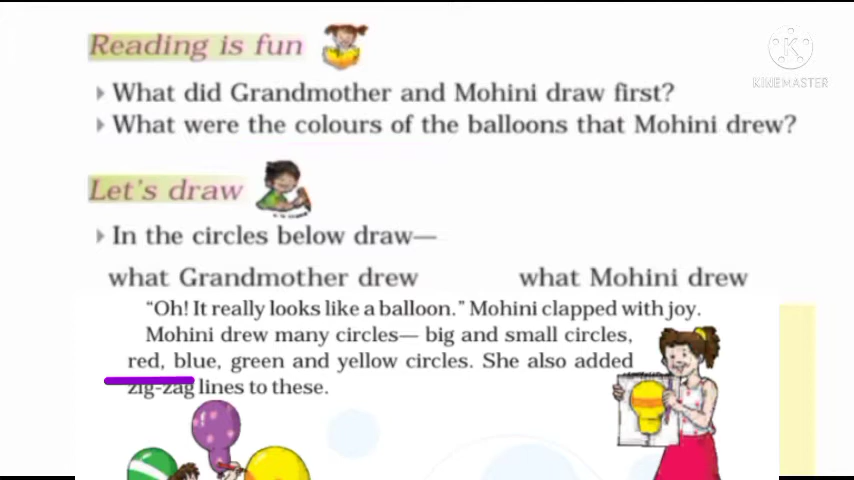 Reading is fun
KINEMASTER
What did Grandmother and Mohini draw first?
What were the colours of the balloons that Mohini drew?
Let's draw
In the circles below draw—
what Grandmother drew
what Mohini drew
"Oh! It really looks like a balloon." Mohini clapped with joy.
Mohini drew many circles— big and small circles,
red, blue, green and yellow circles. She also added
zig-zag lines to these.